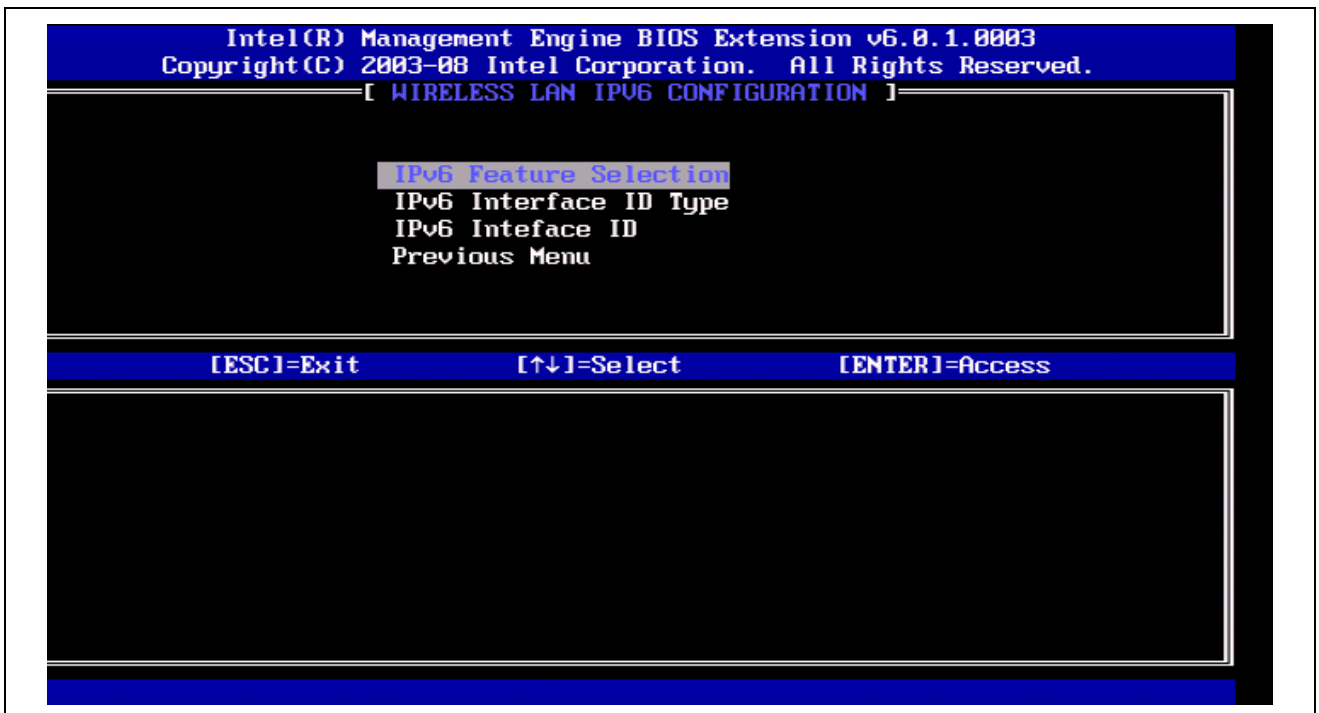 Intel(R) Management Engine BIOS Extension v6.0.1.0003
Copyright(C) 2003-08 Intel Corporation. All Rights Reserved.
[ WIRELESS LAN IPV6 CONFIGURATION ]
IPv6 Feature Selection
IPv6 Interface ID Type
IPv6 Inteface ID
Previous Menu
[ESC]=Exit [↑↓]=Select [ENTER]=Access